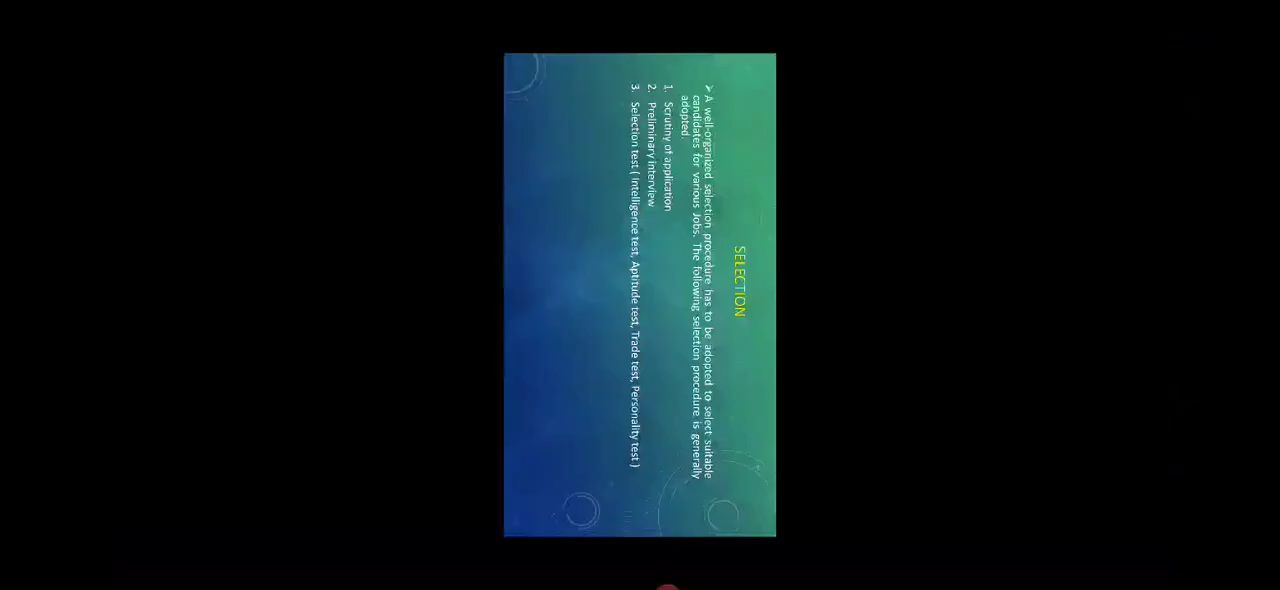 SELECTION
➢ A well-organized selection procedure has to be adopted to select suitable
candidates for various Jobs. The following selection procedure is generally
adopted.
1. Scrutiny of application
2. Preliminary interview
3. Selection test ( Intelligence test, Aptitude test, Trade test, Personality test )